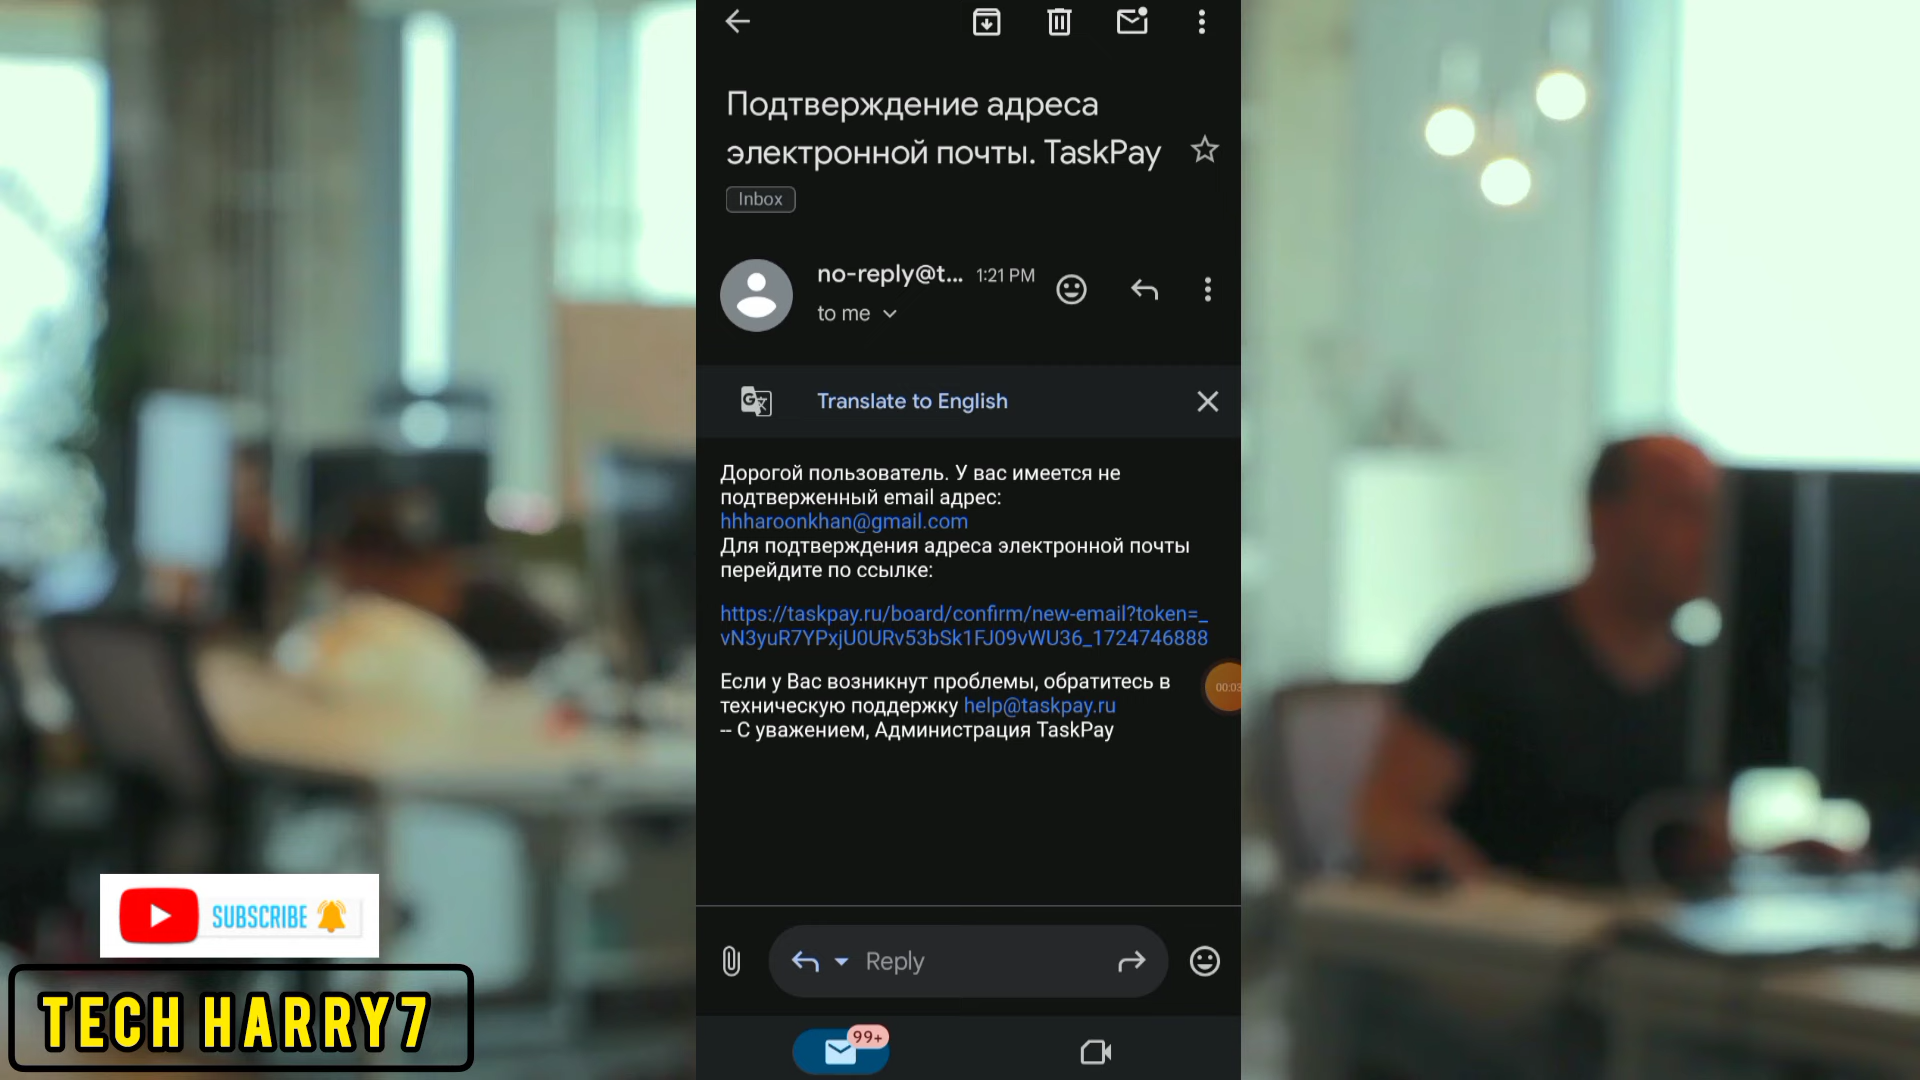 Подтверждение адреса
электронной почты. TaskPay
Inbox
no-reply@t... 1:21 PM
to me
Translate to English
Дорогой пользователь. У вас имеется не
подтверженный email адрес:
hhharoonkhan@gmail.com
Для подтверждения адреса электронной почты
перейдите по ссылке:
https://taskpay.ru/board/confirm/new-email?token=_
vN3yuR7YPxjU0URv53bSk1FJ09vWU36_1724746888
Если у Вас возникнут проблемы, обратитесь в
техническую поддержку help@taskpay.ru
-- С уважением, Администрация TaskPay
00:03
SUBSCRIBE
Reply
TECH HARRY7
99+